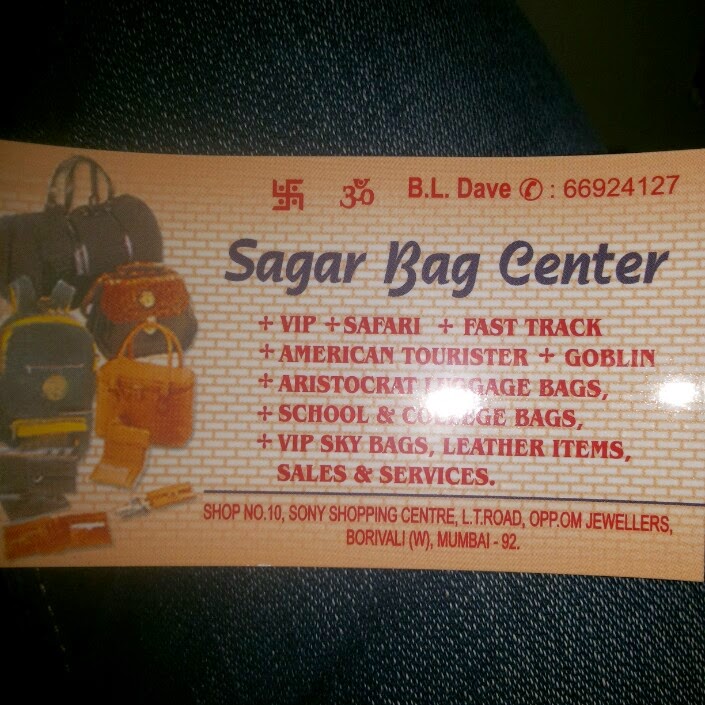 卐 ॐ B.L. Dave ✆ : 66924127
Sagar Bag Center
+ VIP + SAFARI + FAST TRACK
+ AMERICAN TOURISTER + GOBLIN
+ ARISTOCRAT LUGGAGE BAGS,
+ SCHOOL & COLLEGE BAGS,
+ VIP SKY BAGS, LEATHER ITEMS,
SALES & SERVICES.
SHOP NO.10, SONY SHOPPING CENTRE, L.T.ROAD, OPP.OM JEWELLERS,
BORIVALI (W), MUMBAI - 92.